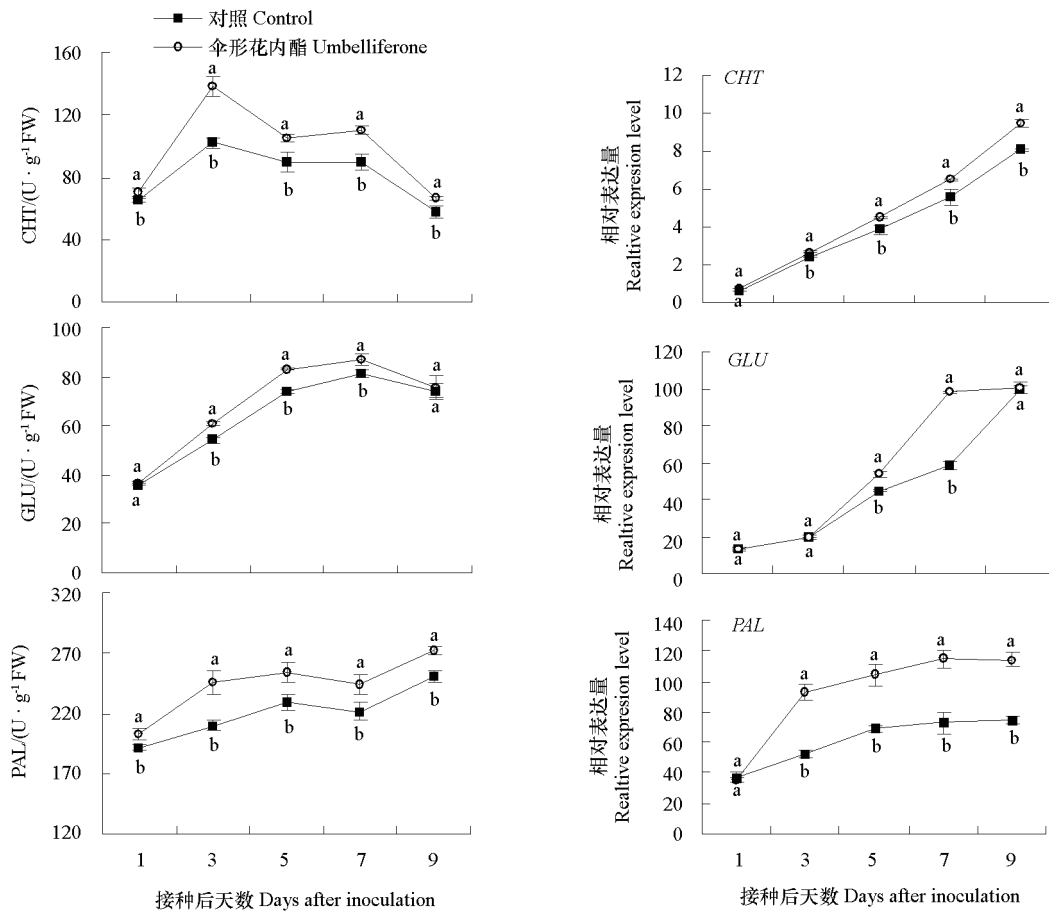 对照 Control
伞形花内酯 Umbelliferone
CHT/(U · g-1 FW)
160
120
80
40
0
a
a
a
a
a
b
b
b
b
b
GLU/(U · g-1 FW)
100
80
60
40
20
0
a
a
a
a
a
a
b
b
b
a
PAL/(U · g-1 FW)
320
270
220
170
120
a
a
a
a
a
b
b
b
b
b
1 3 5 7 9
接种后天数 Days after inoculation
CHT
相对表达量
Realtive expresion level
12
10
8
6
4
2
0
a
a
a
a
a
a
b
b
b
b
GLU
相对表达量
Realtive expresion level
120
100
80
60
40
20
0
a
a
a
a
a
a
a
b
b
a
PAL
相对表达量
Realtive expresion level
140
120
100
80
60
40
20
0
a
a
a
a
a
a
b
b
b
b
1 3 5 7 9
接种后天数 Days after inoculation